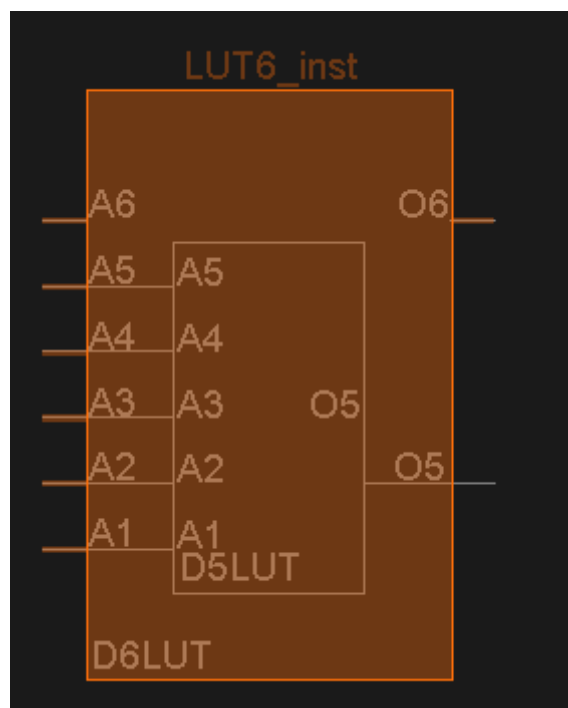 LUT6_inst
A6 O6
A5 A5
A4 A4
A3 A3 O5
A2 A2 O5
A1 A1
D5LUT
D6LUT